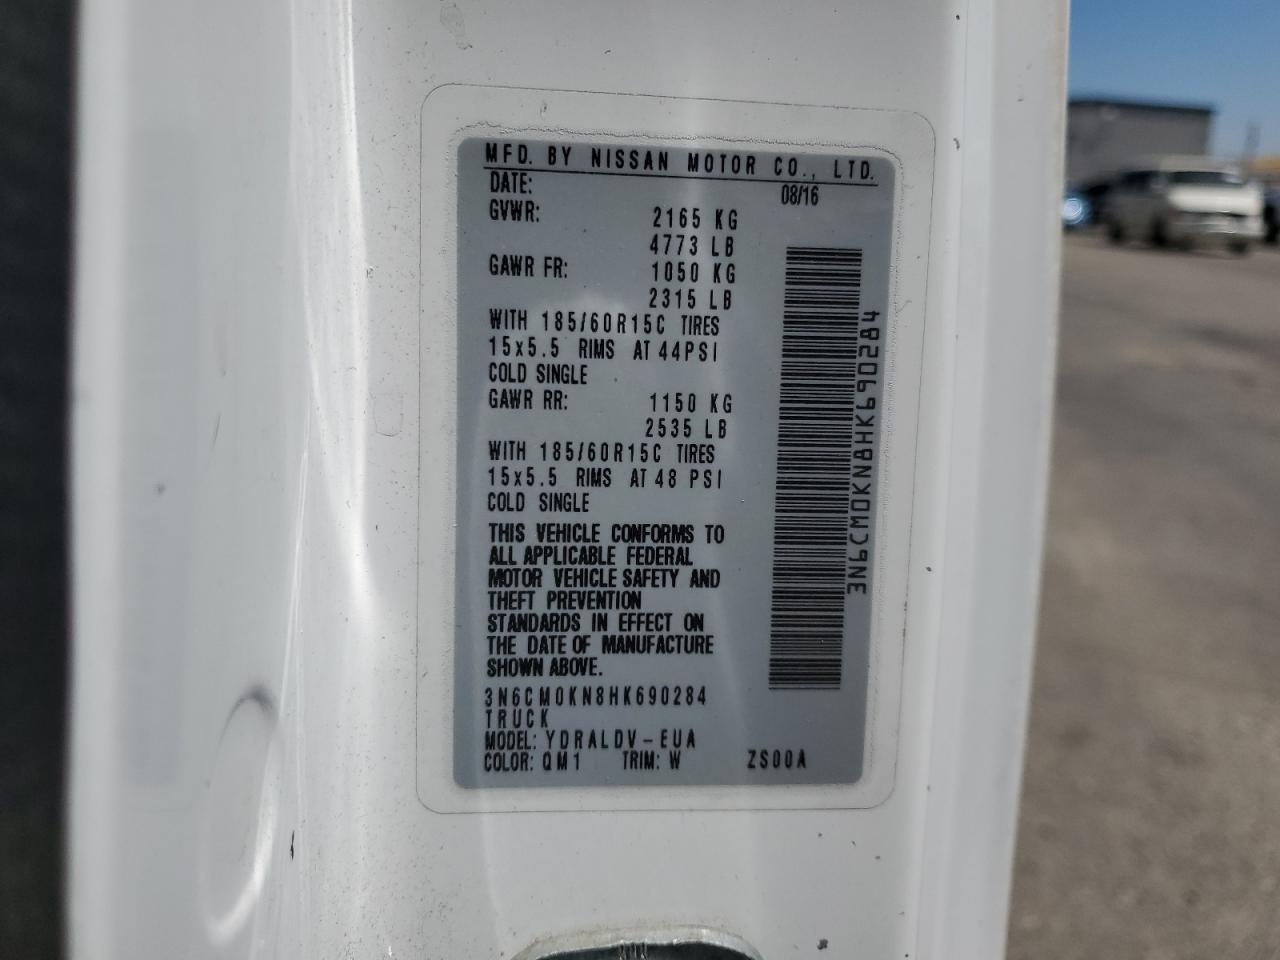 MFD. BY NISSAN MOTOR CO., LTD.
DATE: 08/16
GVWR: 2165 KG
4773 LB
GAWR FR: 1050 KG
2315 LB
WITH 185/60R15C TIRES
15x5.5 RIMS AT 44PSI
COLD SINGLE
GAWR RR: 1150 KG
2535 LB
WITH 185/60R15C TIRES
15x5.5 RIMS AT 48 PSI
COLD SINGLE
THIS VEHICLE CONFORMS TO
ALL APPLICABLE FEDERAL
MOTOR VEHICLE SAFETY AND
THEFT PREVENTION
STANDARDS IN EFFECT ON
THE DATE OF MANUFACTURE
SHOWN ABOVE.
3N6CM0KN8HK690284
TRUCK
MODEL: YDRALDV-EUA
COLOR: QM1 TRIM: W ZS00A
3N6CM0KN8HK690284